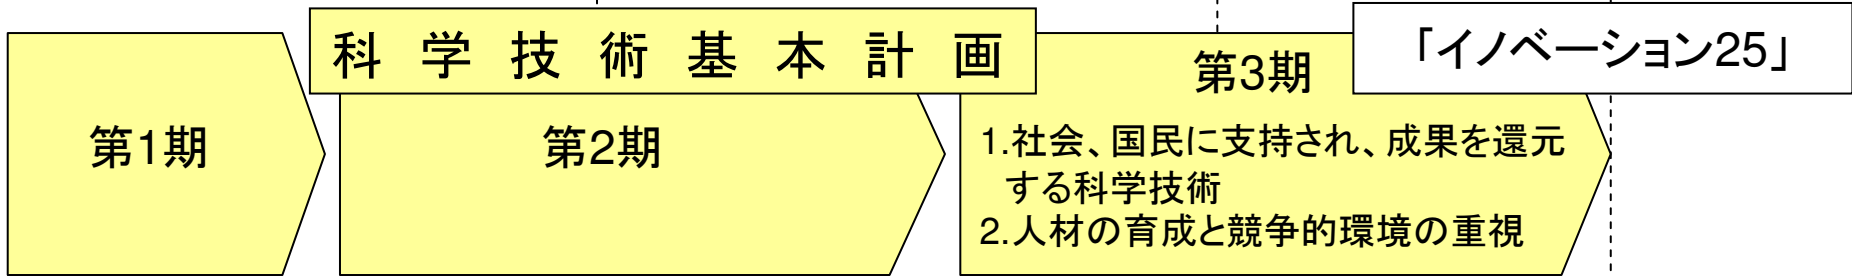 科学技術基本計画
「イノベーション25」
第1期
第2期
第3期
1.社会、国民に支持され、成果を還元
する科学技術
2.人材の育成と競争的環境の重視